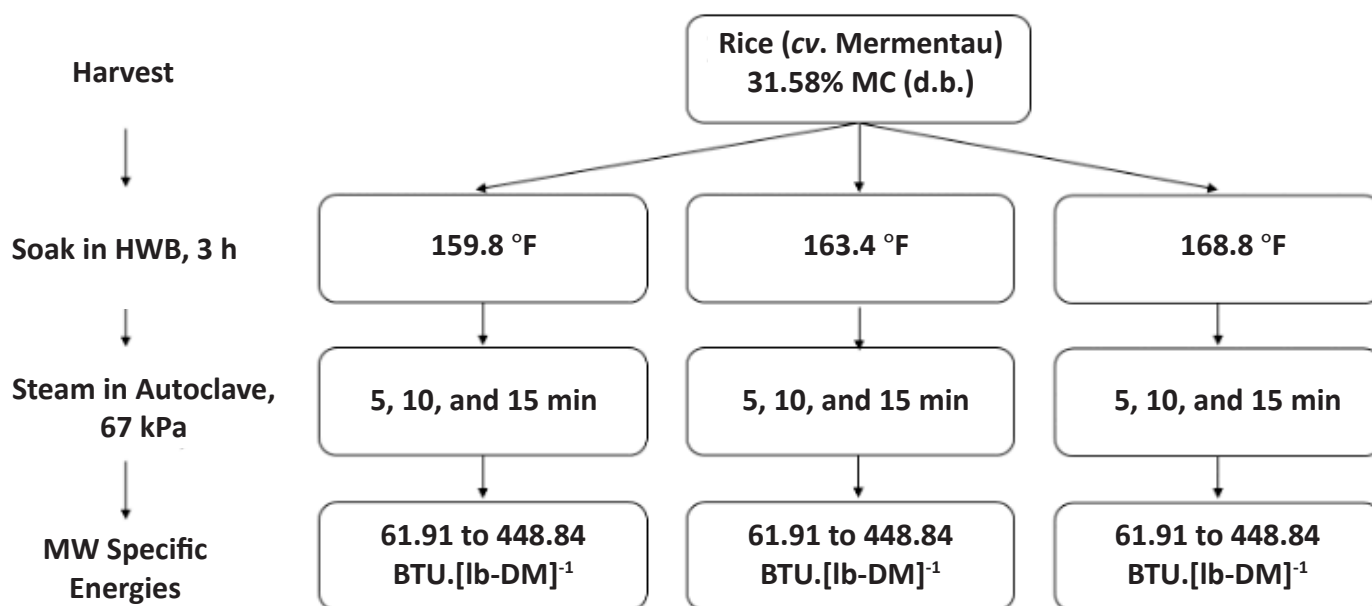 Harvest
Rice (cv. Mermentau)
31.58% MC (d.b.)
Soak in HWB, 3 h
159.8 °F
163.4 °F
168.8 °F
Steam in Autoclave,
67 kPa
5, 10, and 15 min
5, 10, and 15 min
5, 10, and 15 min
MW Specific
Energies
61.91 to 448.84
BTU.[lb-DM]⁻¹
61.91 to 448.84
BTU.[lb-DM]⁻¹
61.91 to 448.84
BTU.[lb-DM]⁻¹